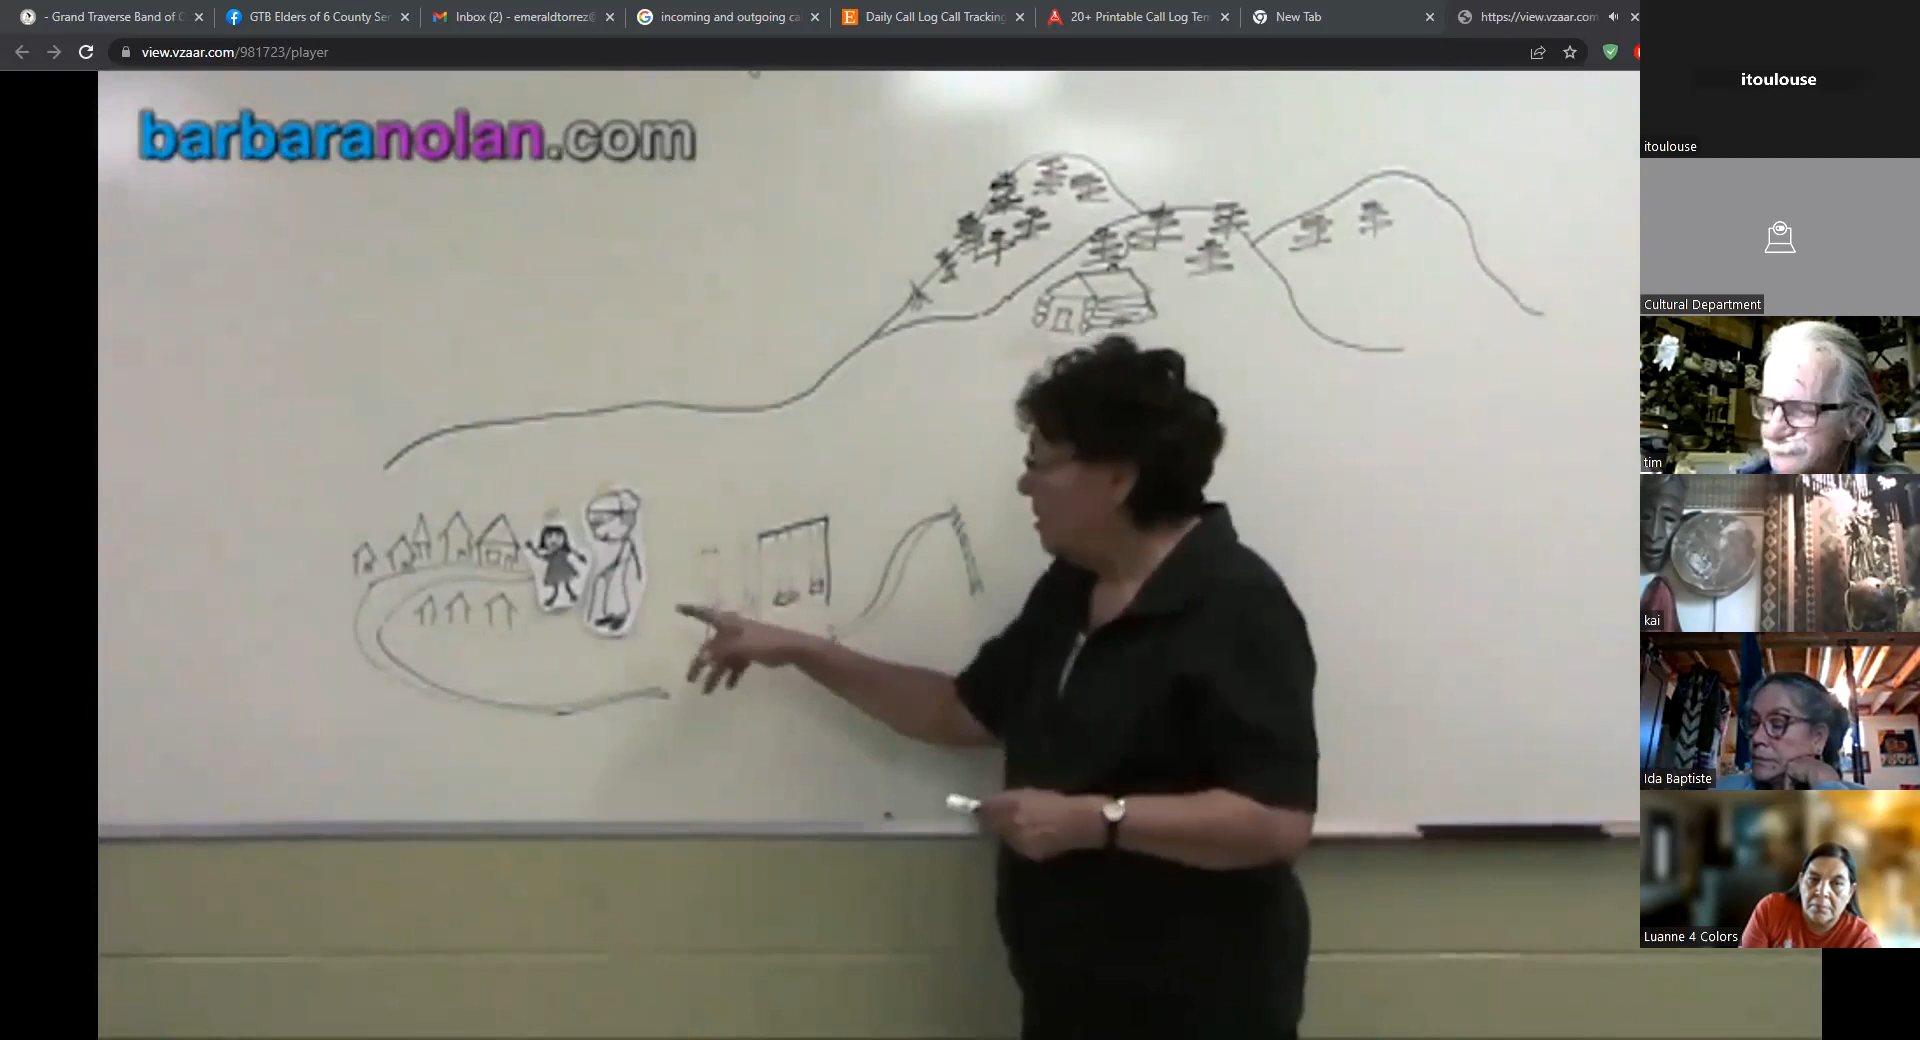 - Grand Traverse Band of O
GTB Elders of 6 County Ser
Inbox (2) - emeraldtorrez@
incoming and outgoing ca
Daily Call Log Call Tracking
20+ Printable Call Log Tem
New Tab
https://view.vzaar.com
view.vzaar.com/981723/player
barbaranolan.com
itoulouse
itoulouse
Cultural Department
tim
kai
Ida Baptiste
Luanne 4 Colors